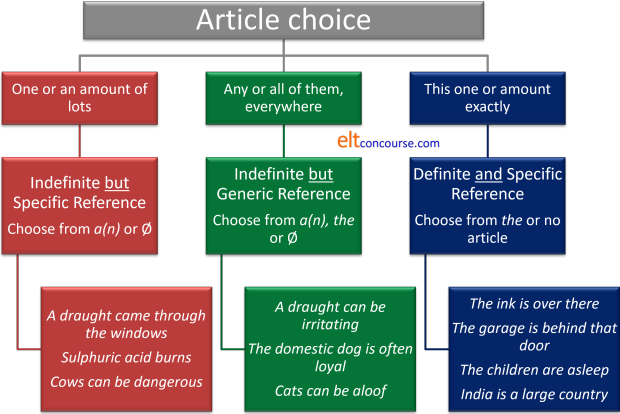 Article choice
One or an amount of
lots
Any or all of them,
everywhere
This one or amount
exactly
eltconcourse.com
Indefinite but
Specific Reference
Choose from a(n) or Ø
Indefinite but
Generic Reference
Choose from a(n), the
or Ø
Definite and Specific
Reference
Choose from the or no
article
A draught came through
the windows
Sulphuric acid burns
Cows can be dangerous
A draught can be
irritating
The domestic dog is often
loyal
Cats can be aloof
The ink is over there
The garage is behind that
door
The children are asleep
India is a large country